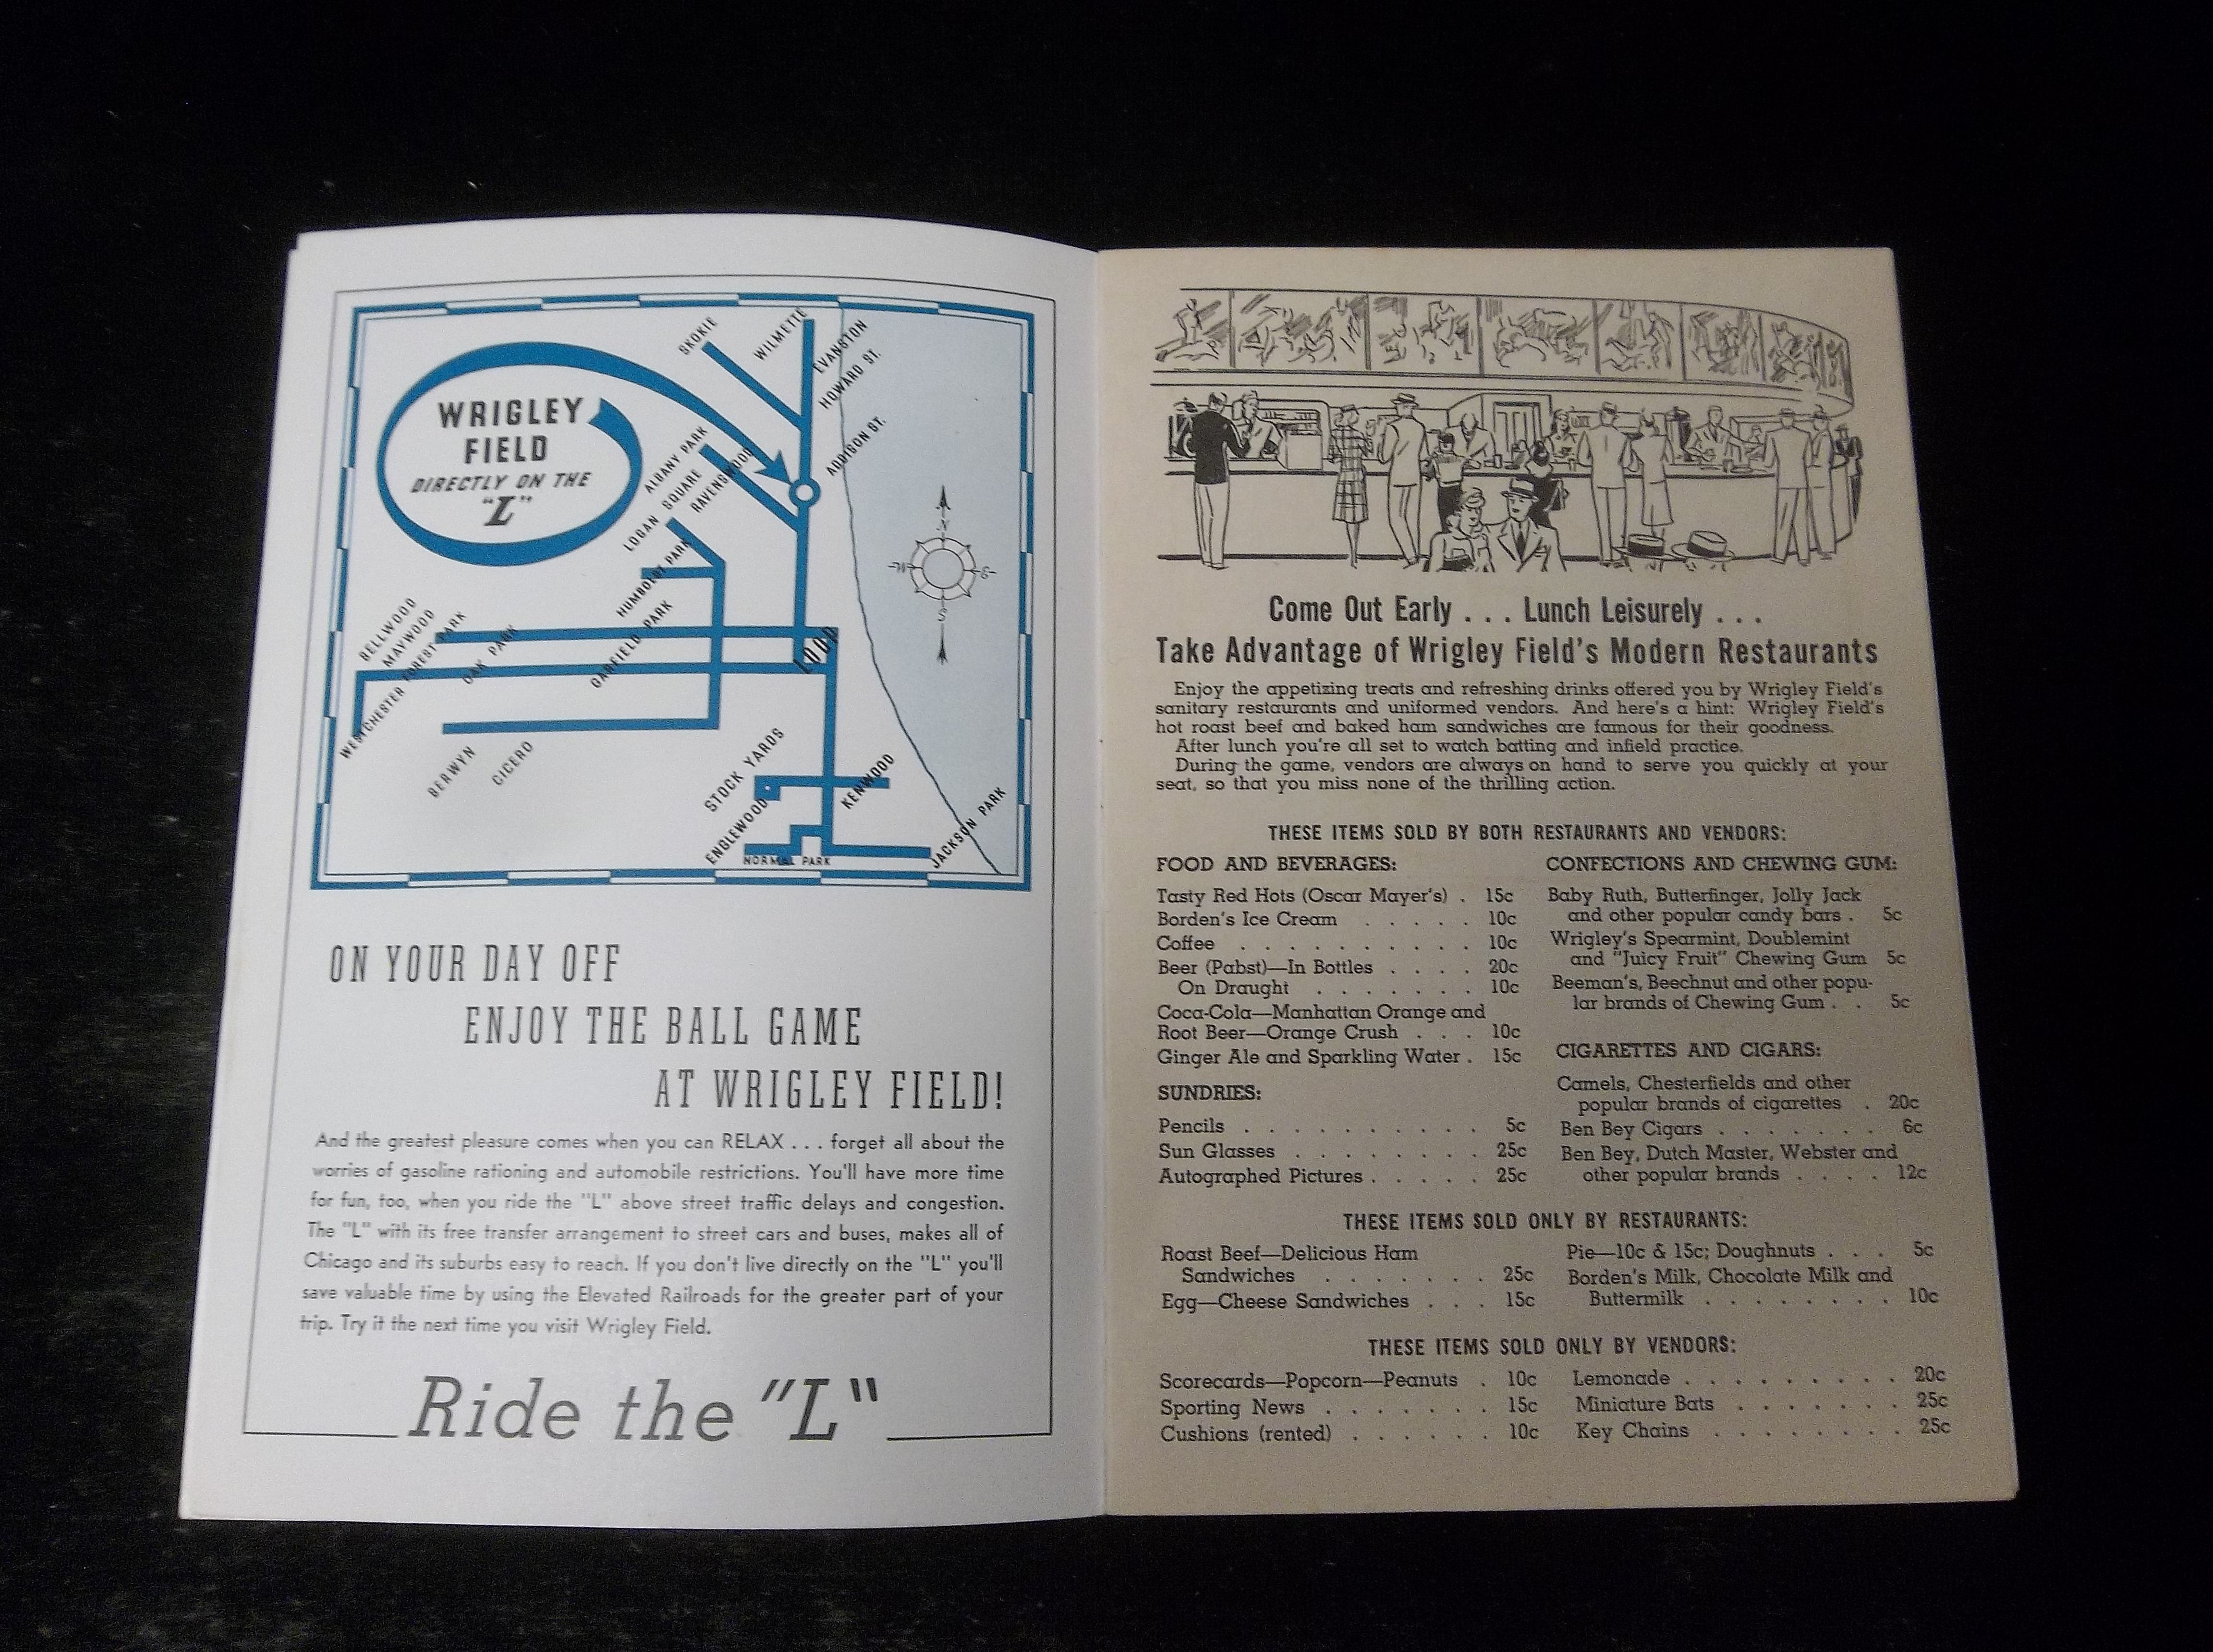 WRIGLEY
FIELD
DIRECTLY ON THE
"L"
SKOKIE
WILMETTE
EVANSTON
HOWARD ST.
ADDISON ST.
ALBANY PARK
RAVENSWOOD
LOGAN SQUARE
HUMBOLDT PARK
GARFIELD PARK
LOOP
BELLWOOD
MAYWOOD
FOREST PARK
OAK PARK
WESTCHESTER
BERWYN
CICERO
STOCK YARDS
KENWOOD
ENGLEWOOD
NORMAL PARK
JACKSON PARK
N
W
S
ON YOUR DAY OFF
ENJOY THE BALL GAME
AT WRIGLEY FIELD!
And the greatest pleasure comes when you can RELAX . . . forget all about the
worries of gasoline rationing and automobile restrictions. You'll have more time
for fun, too, when you ride the "L" above street traffic delays and congestion.
The "L" with its free transfer arrangement to street cars and buses, makes all of
Chicago and its suburbs easy to reach. If you don't live directly on the "L" you'll
save valuable time by using the Elevated Railroads for the greater part of your
trip. Try it the next time you visit Wrigley Field.
Ride the "L"
Come Out Early . . . Lunch Leisurely . . .
Take Advantage of Wrigley Field's Modern Restaurants
Enjoy the appetizing treats and refreshing drinks offered you by Wrigley Field's
sanitary restaurants and uniformed vendors. And here's a hint: Wrigley Field's
hot roast beef and baked ham sandwiches are famous for their goodness.
After lunch you're all set to watch batting and infield practice.
During the game, vendors are always on hand to serve you quickly at your
seat, so that you miss none of the thrilling action.
THESE ITEMS SOLD BY BOTH RESTAURANTS AND VENDORS:
FOOD AND BEVERAGES:
Tasty Red Hots (Oscar Mayer's) . 15c
Borden's Ice Cream . . . . . 10c
Coffee . . . . . . . . . . 10c
Beer (Pabst)—In Bottles . . . . 20c
On Draught . . . . . . . 10c
Coca-Cola—Manhattan Orange and
Root Beer—Orange Crush . . . 10c
Ginger Ale and Sparkling Water . 15c
SUNDRIES:
Pencils . . . . . . . . . . 5c
Sun Glasses . . . . . . . . 25c
Autographed Pictures . . . . . 25c
CONFECTIONS AND CHEWING GUM:
Baby Ruth, Butterfinger, Jolly Jack
and other popular candy bars . 5c
Wrigley's Spearmint, Doublemint
and "Juicy Fruit" Chewing Gum 5c
Beeman's, Beechnut and other popu-
lar brands of Chewing Gum . . 5c
CIGARETTES AND CIGARS:
Camels, Chesterfields and other
popular brands of cigarettes . 20c
Ben Bey Cigars . . . . . . . 6c
Ben Bey, Dutch Master, Webster and
other popular brands . . . . 12c
THESE ITEMS SOLD ONLY BY RESTAURANTS:
Roast Beef—Delicious Ham
Sandwiches . . . . . . . 25c
Egg—Cheese Sandwiches . . . 15c
Pie—10c & 15c; Doughnuts . . . 5c
Borden's Milk, Chocolate Milk and
Buttermilk . . . . . . . . 10c
THESE ITEMS SOLD ONLY BY VENDORS:
Scorecards—Popcorn—Peanuts . 10c
Sporting News . . . . . . . 15c
Cushions (rented) . . . . . . 10c
Lemonade . . . . . . . . . 20c
Miniature Bats . . . . . . . 25c
Key Chains . . . . . . . . 25c